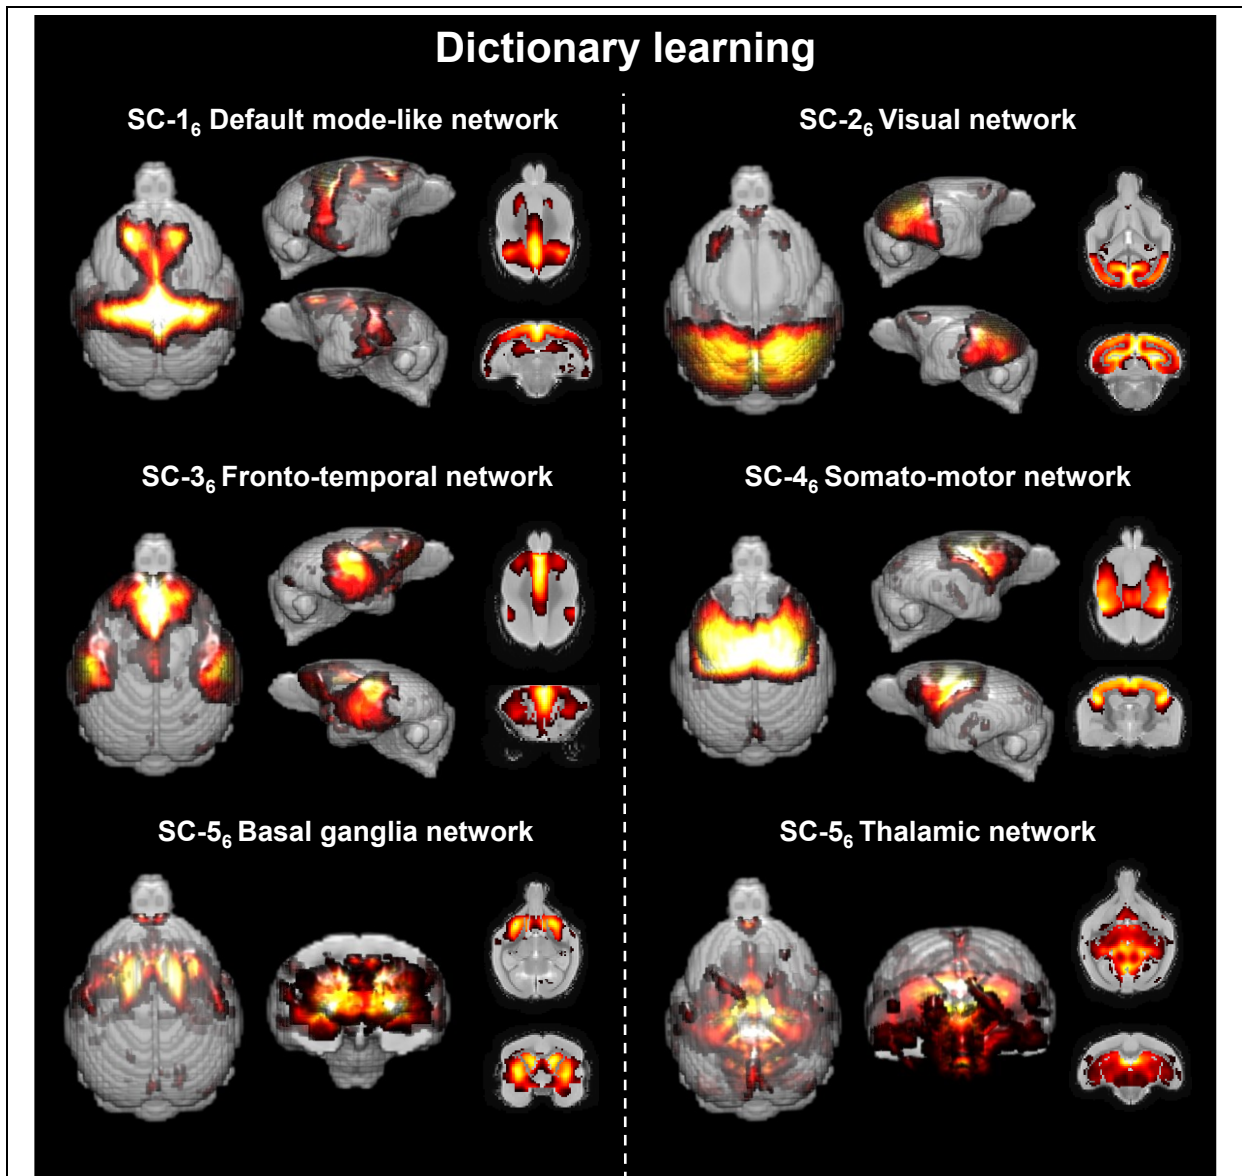 Dictionary learning
SC-1₆ Default mode-like network
SC-2₆ Visual network
SC-3₆ Fronto-temporal network
SC-4₆ Somato-motor network
SC-5₆ Basal ganglia network
SC-5₆ Thalamic network